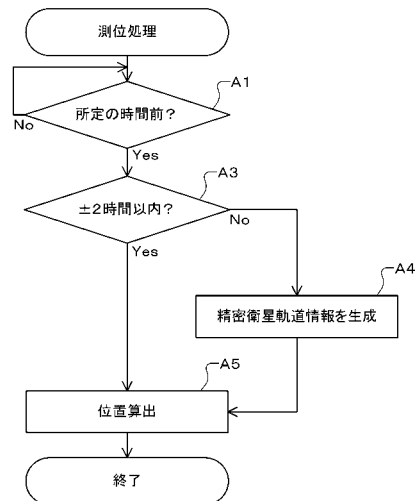 測位処理
A1
所定の時間前？
No
Yes
A3
±2時間以内？
No
Yes
A4
精密衛星軌道情報を生成
A5
位置算出
終了